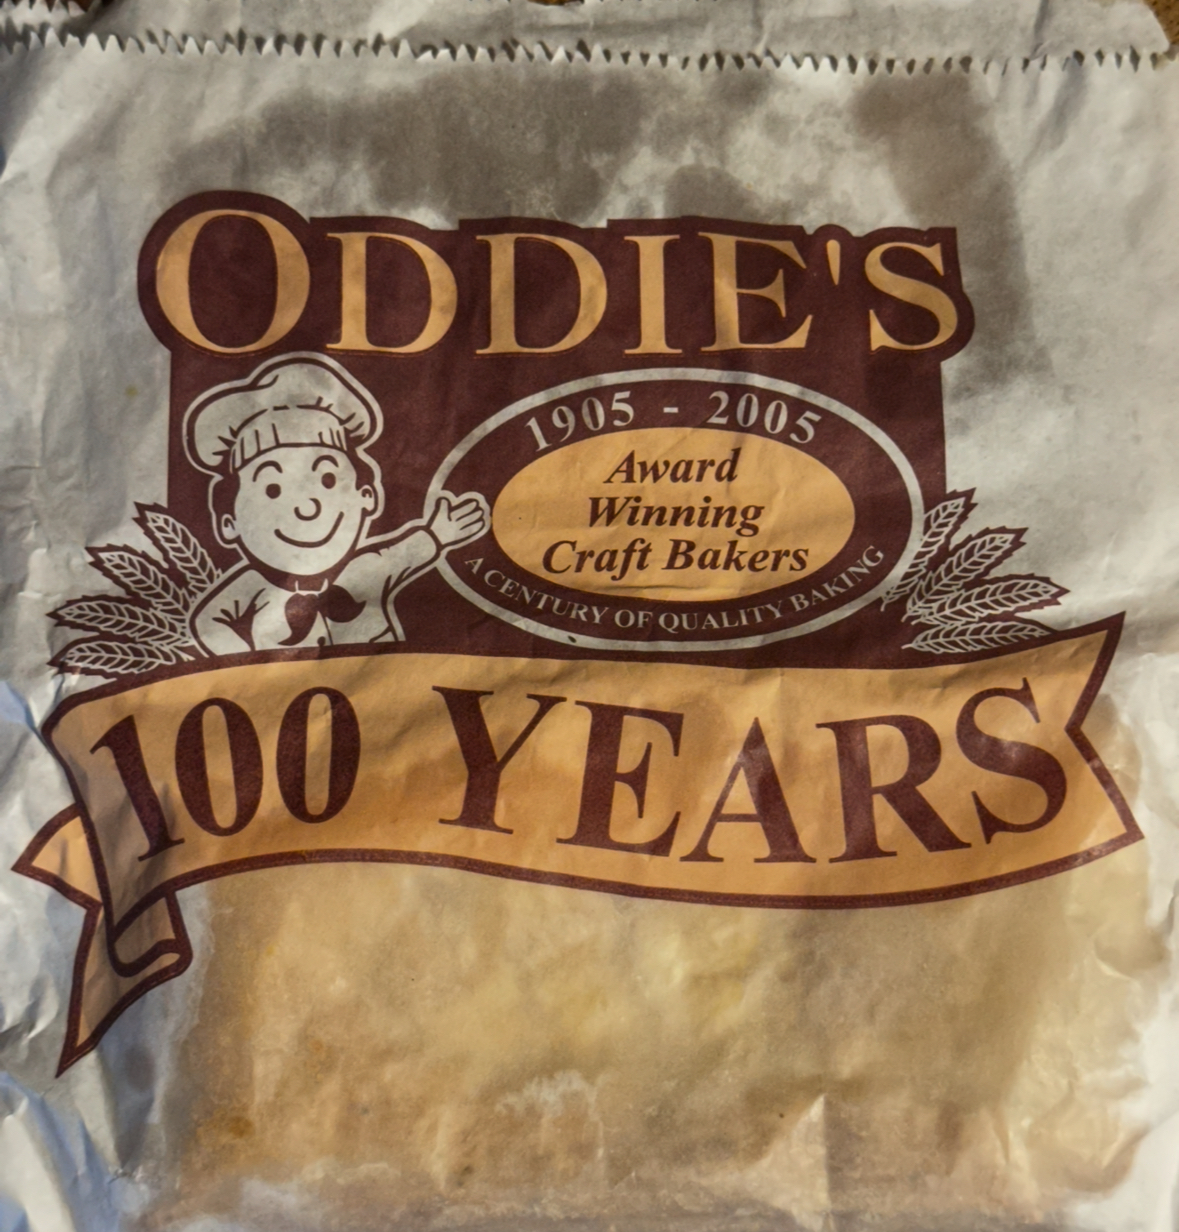 ODDIE'S
1905 - 2005
Award
Winning
Craft Bakers
A CENTURY OF QUALITY BAKING
100 YEARS